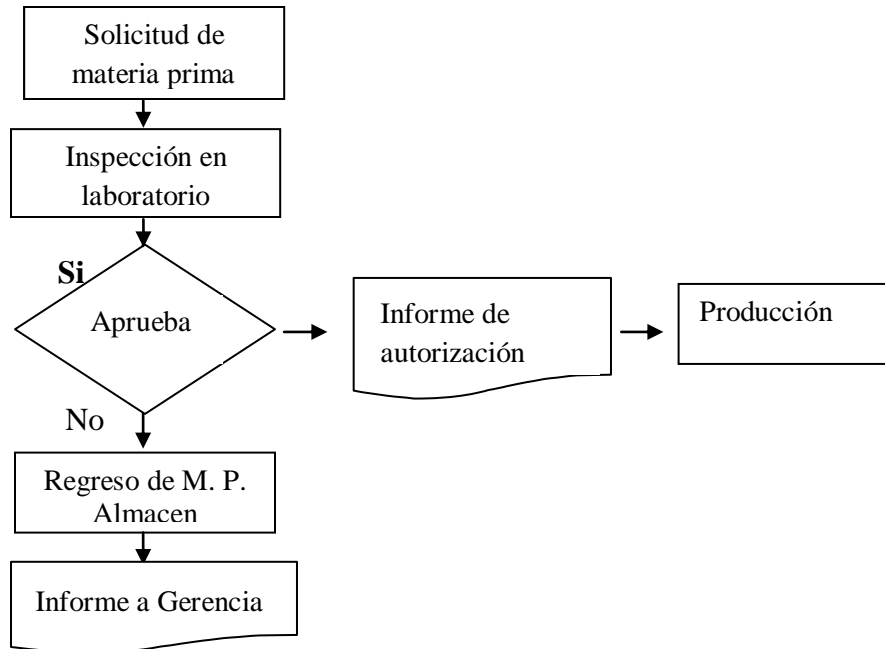 Solicitud de
materia prima
Inspección en
laboratorio
Si
Aprueba
Informe de
autorización
Producción
No
Regreso de M. P.
Almacen
Informe a Gerencia